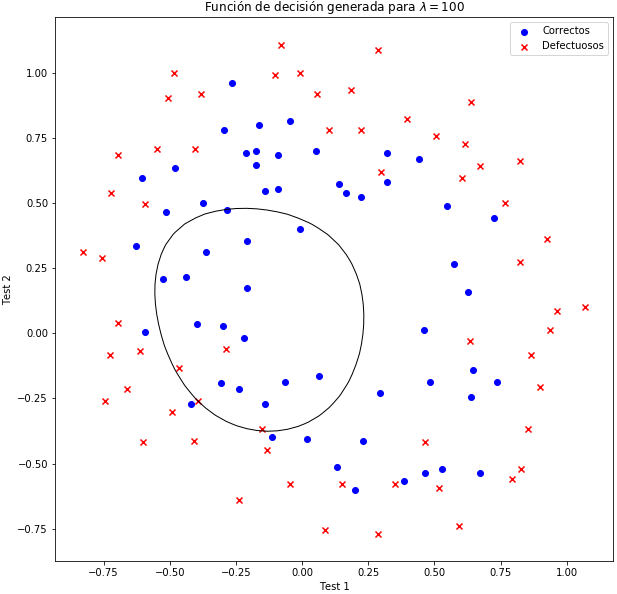 Función de decisión generada para λ = 100
Correctos
Defectuosos
1.00
0.75
0.50
0.25
0.00
−0.25
−0.50
−0.75
Test 2
−0.75 −0.50 −0.25 0.00 0.25 0.50 0.75 1.00
Test 1